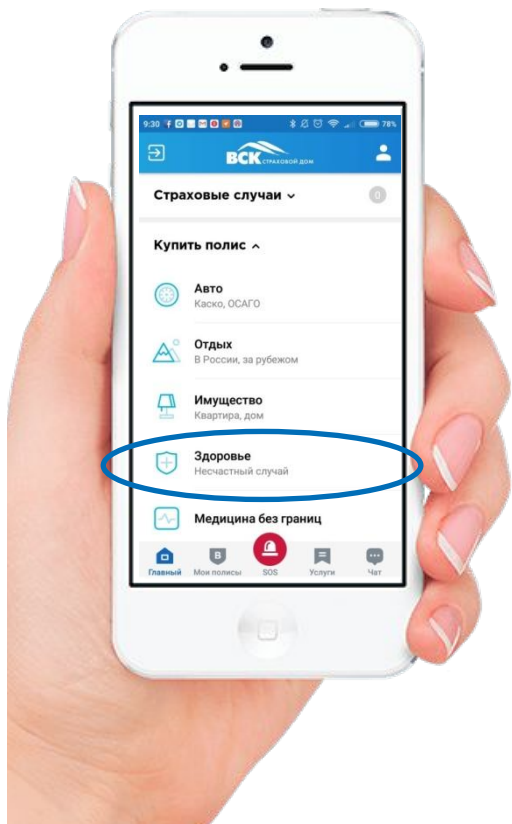 9:30
78%
ВСК СТРАХОВОЙ ДОМ
Страховые случаи
0
Купить полис
Авто
Каско, ОСАГО
Отдых
В России, за рубежом
Имущество
Квартира, дом
Здоровье
Несчастный случай
Медицина без границ
Главный
В
Мои полисы
SOS
Услуги
Чат